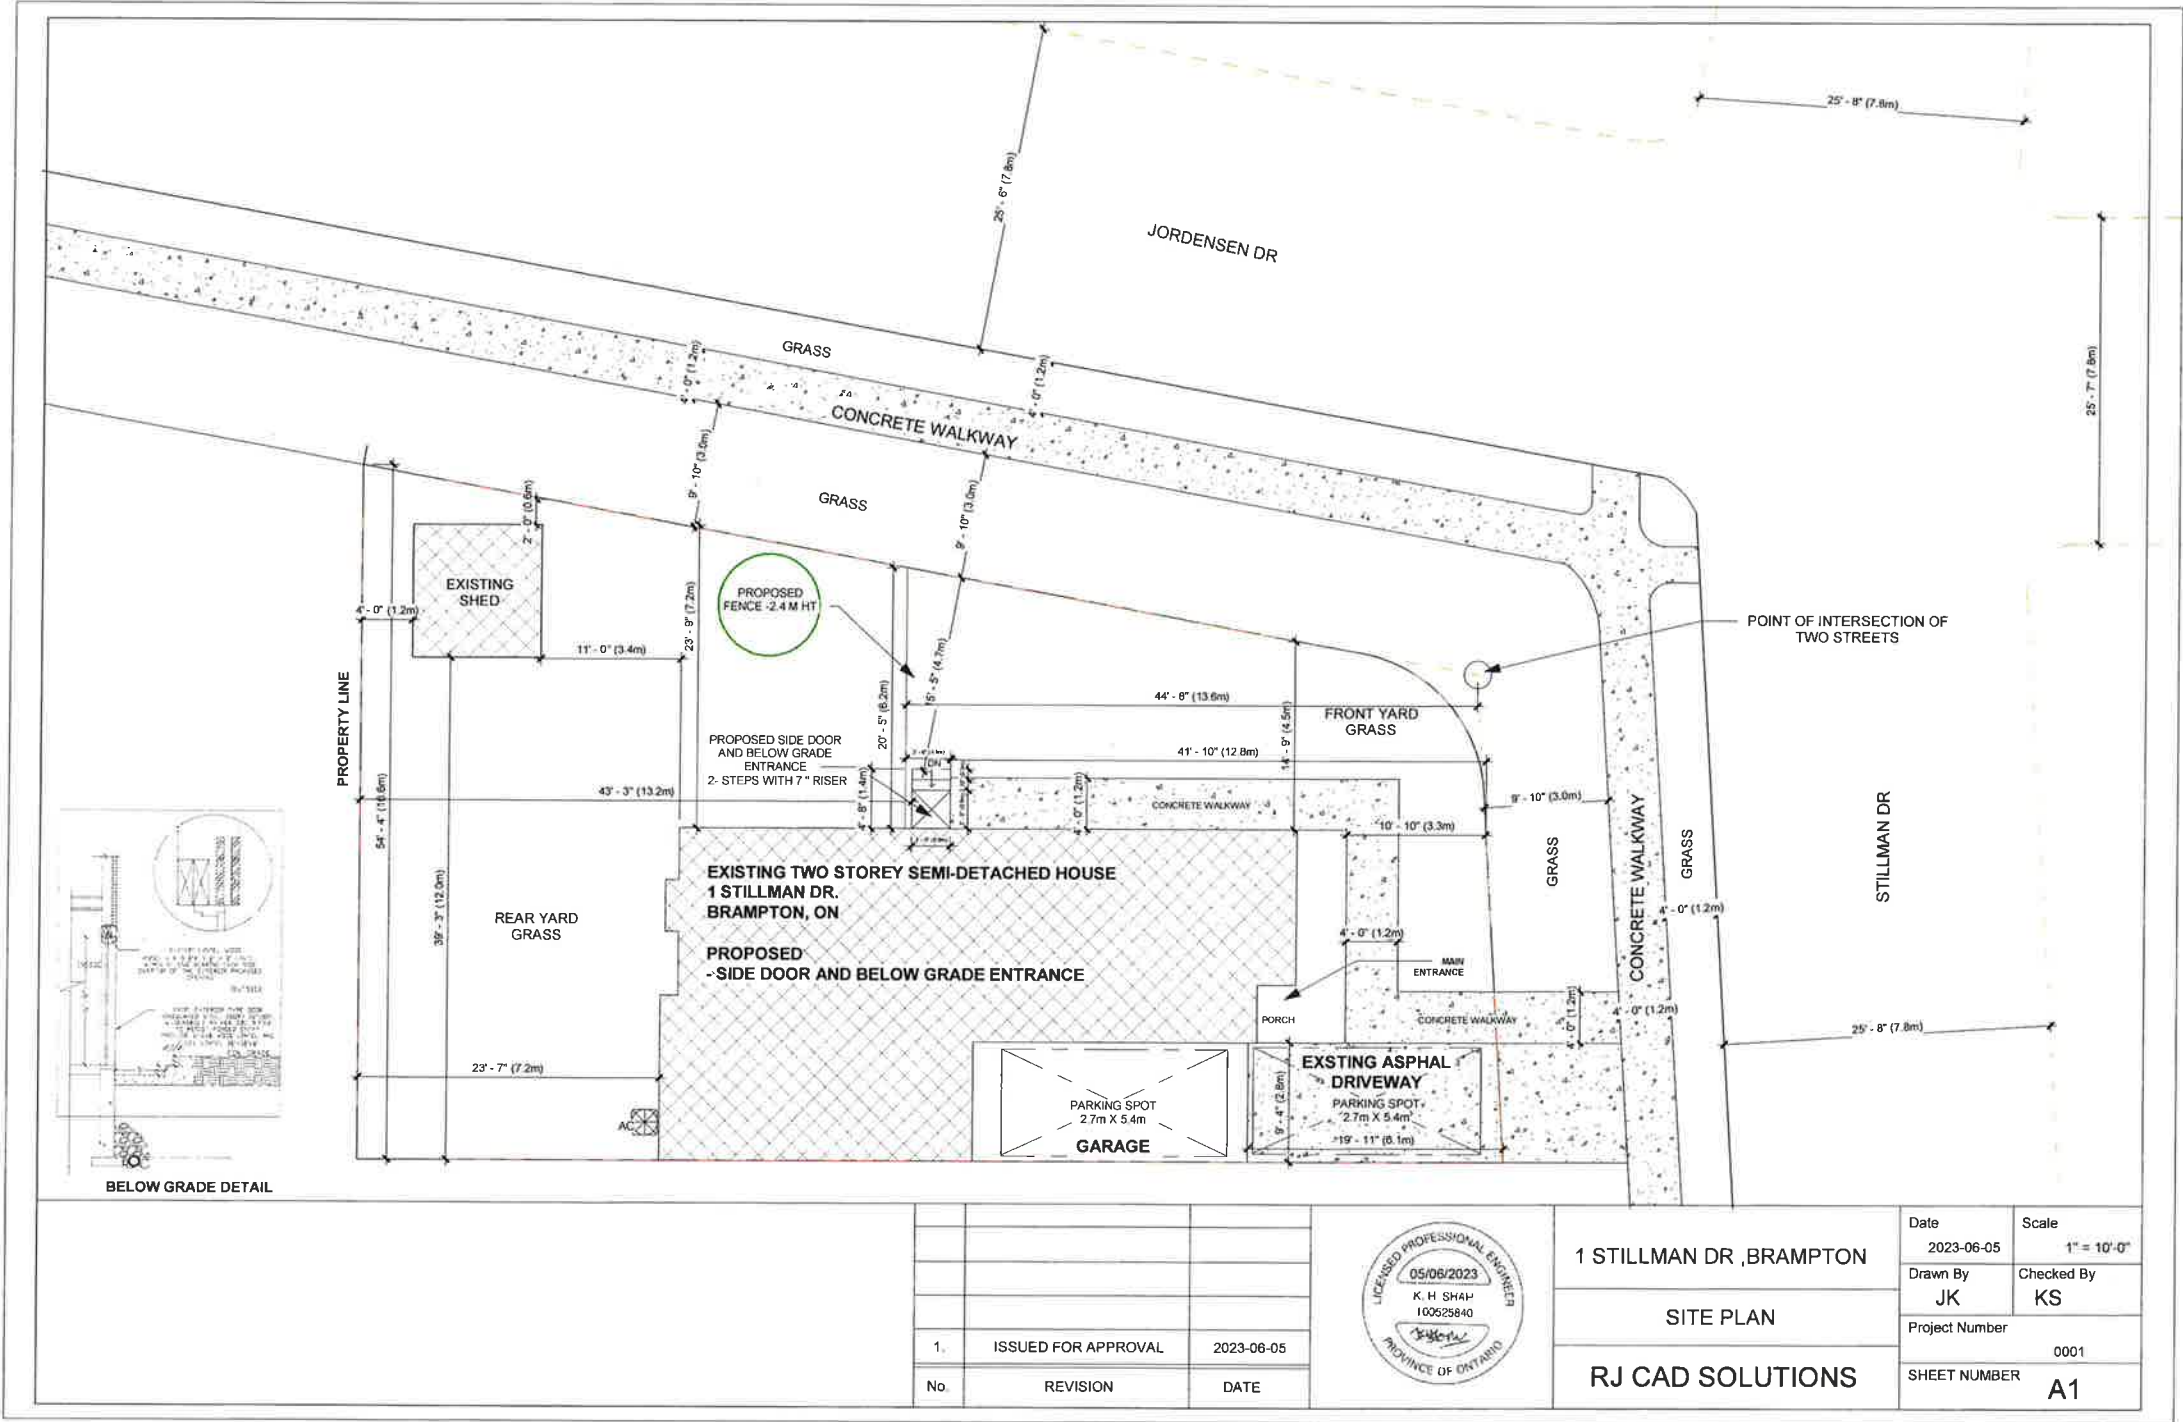 25' - 8" (7.8m)
25' - 6" (7.8m)
JORDENSEN DR
25' - 7" (7.8m)
GRASS
4'- 0" (1.2m)
4'- 0" (1.2m)
CONCRETE WALKWAY
9' - 10" (3.0m)
GRASS
9' - 10" (3.0m)
2' - 0" (0.6m)
EXISTING
SHED
4'- 0" (1.2m)
11' - 0" (3.4m)
23' - 9" (7.2m)
PROPOSED
FENCE -2.4 M HT
15' - 5" (4.7m)
20' - 5" (6.2m)
POINT OF INTERSECTION OF
TWO STREETS
44' - 8" (13.6m)
FRONT YARD
GRASS
14' - 9" (4.5m)
41' - 10" (12.8m)
PROPERTY LINE
PROPOSED SIDE DOOR
AND BELOW GRADE
ENTRANCE
2- STEPS WITH 7 " RISER
DN
43' - 3" (13.2m)
4' - 8" (1.4m)
4'- 0" (1.2m)
CONCRETE WALKWAY
9' - 10" (3.0m)
10' - 10" (3.3m)
54' - 4" (16.6m)
39' - 3" (12.0m)
GRASS
CONCRETE WALKWAY
GRASS
STILLMAN DR
EXISTING TWO STOREY SEMI-DETACHED HOUSE
1 STILLMAN DR.
BRAMPTON, ON
PROPOSED
- SIDE DOOR AND BELOW GRADE ENTRANCE
REAR YARD
GRASS
4'- 0" (1.2m)
4'- 0" (1.2m)
MAIN
ENTRANCE
PORCH
CONCRETE WALKWAY
4'- 0" (1.2m)
4'- 0" (1.2m)
25' - 8" (7.8m)
23' - 7" (7.2m)
AC
PARKING SPOT
2.7m X 5.4m
GARAGE
EXSTING ASPHAL
DRIVEWAY
PARKING SPOT
2.7m X 5.4m
9' - 4" (2.8m)
19' - 11" (6.1m)
BELOW GRADE DETAIL
1.
ISSUED FOR APPROVAL
2023-06-05
No.
REVISION
DATE
LICENSED PROFESSIONAL ENGINEER
05/06/2023
K. H SHAH
100525840
PROVINCE OF ONTARIO
1 STILLMAN DR ,BRAMPTON
SITE PLAN
RJ CAD SOLUTIONS
Date
2023-06-05
Scale
1" = 10'-0"
Drawn By
JK
Checked By
KS
Project Number
0001
SHEET NUMBER
A1